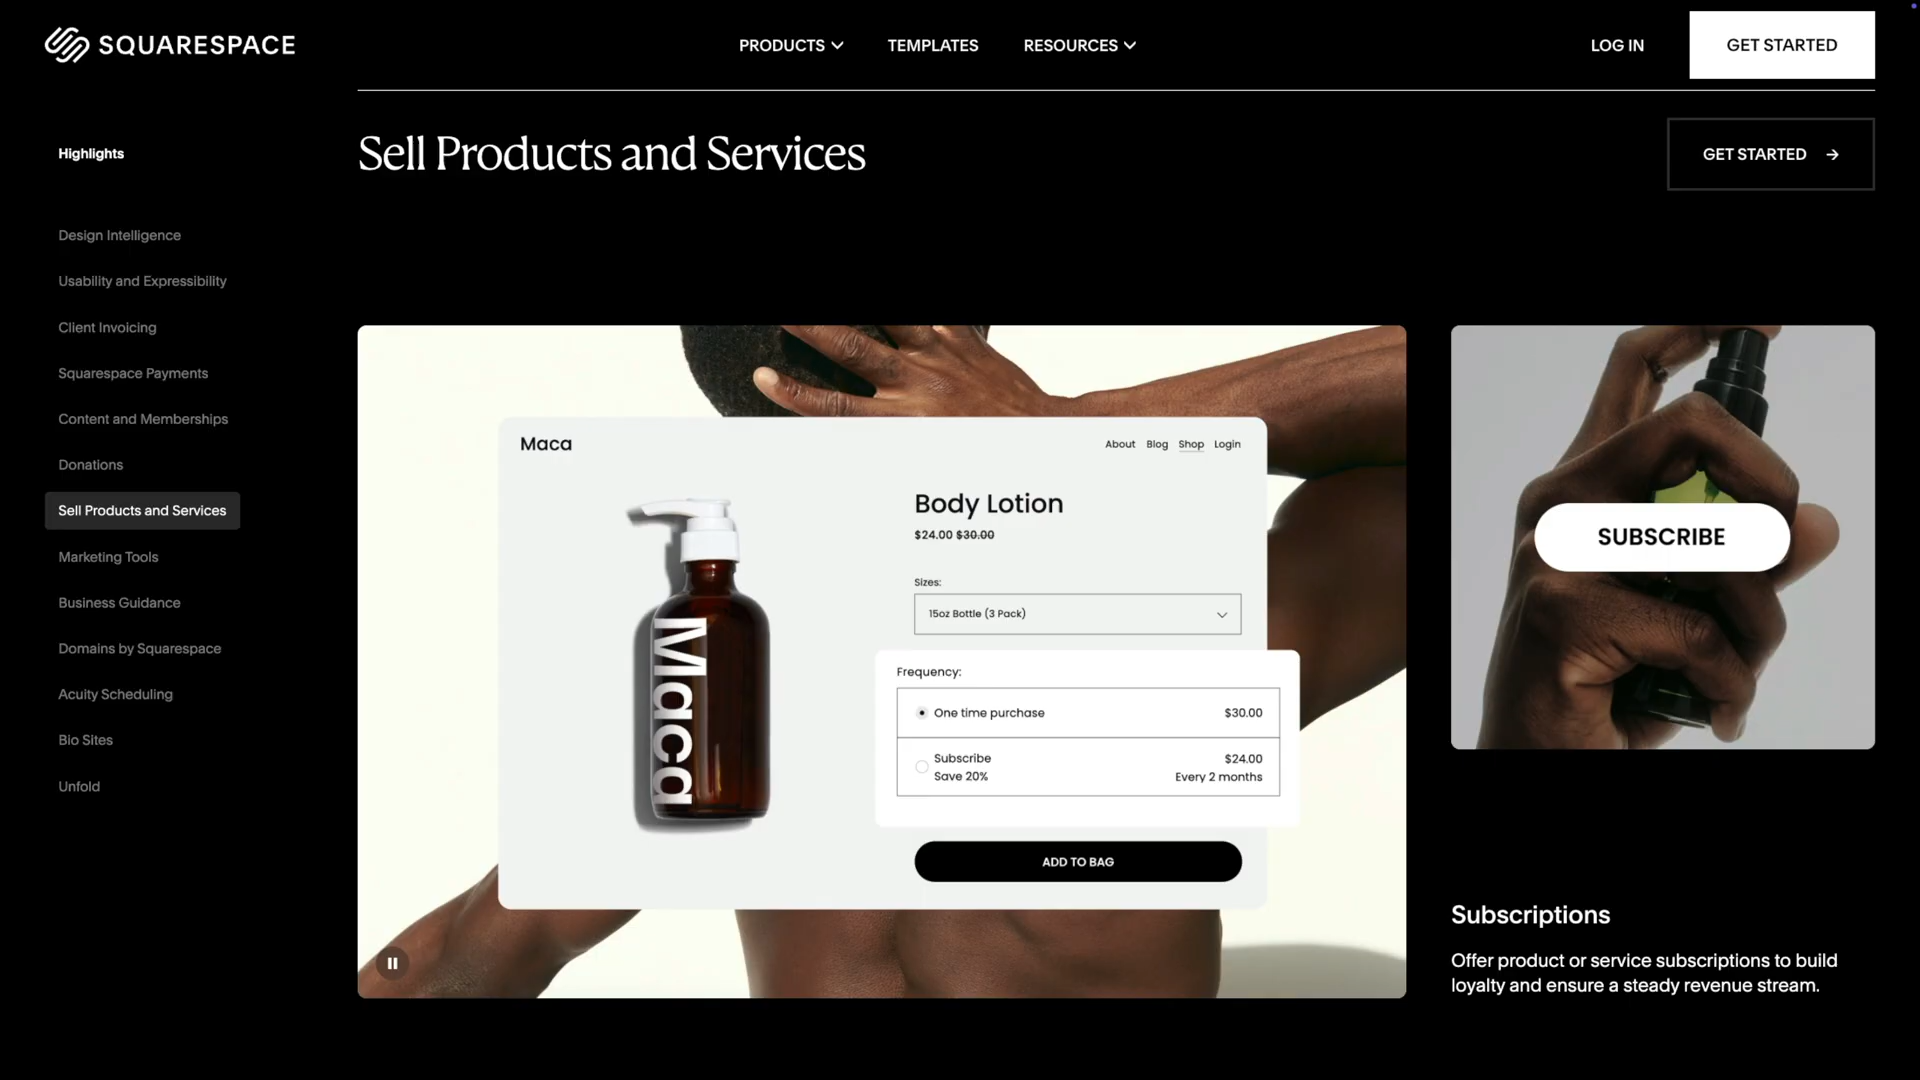 SQUARESPACE
PRODUCTS
TEMPLATES
RESOURCES
LOG IN
GET STARTED
Highlights
Design Intelligence
Usability and Expressibility
Client Invoicing
Squarespace Payments
Content and Memberships
Donations
Sell Products and Services
Marketing Tools
Business Guidance
Domains by Squarespace
Acuity Scheduling
Bio Sites
Unfold
Sell Products and Services
GET STARTED →
Maca
About Blog Shop Login
Maca
Body Lotion
$24.00 $30.00
Sizes:
15oz Bottle (3 Pack)
Frequency:
One time purchase $30.00
Subscribe $24.00
Save 20% Every 2 months
ADD TO BAG
SUBSCRIBE
Subscriptions
Offer product or service subscriptions to build
loyalty and ensure a steady revenue stream.